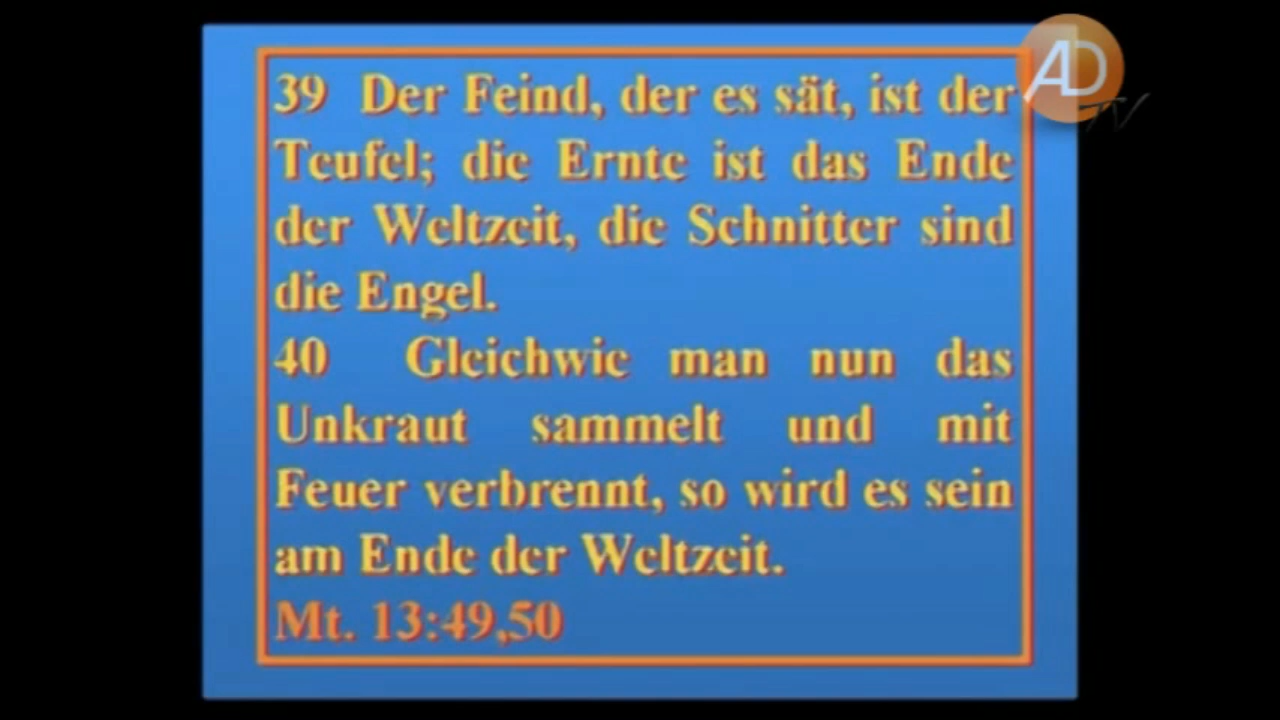 39 Der Feind, der es sät, ist der
Teufel; die Ernte ist das Ende
der Weltzeit, die Schnitter sind
die Engel.
40 Gleichwie man nun das
Unkraut sammelt und mit
Feuer verbrennt, so wird es sein
am Ende der Weltzeit.
Mt. 13:49,50
AD
TV